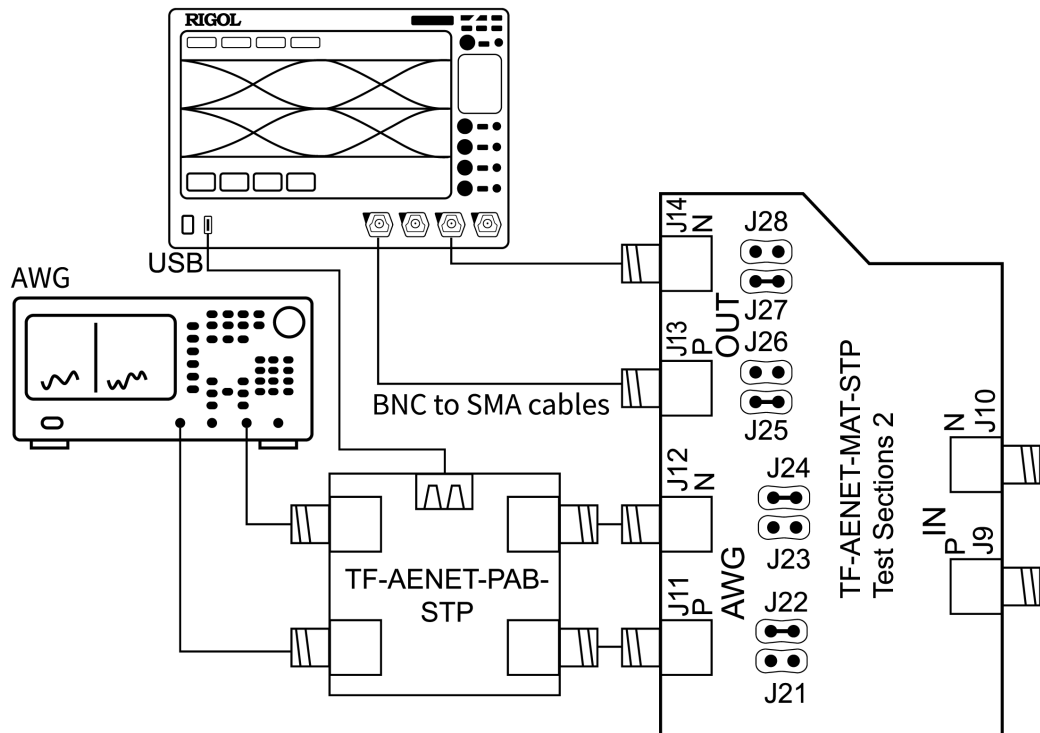 RIGOL
USB
AWG
BNC to SMA cables
TF-AENET-PAB-
STP
J14
N
J13
P
OUT
J12
N
J11
P
AWG
J28
J27
J26
J25
J24
J23
J22
J21
TF-AENET-MAT-STP
Test Sections 2
IN
N
J10
P
J9